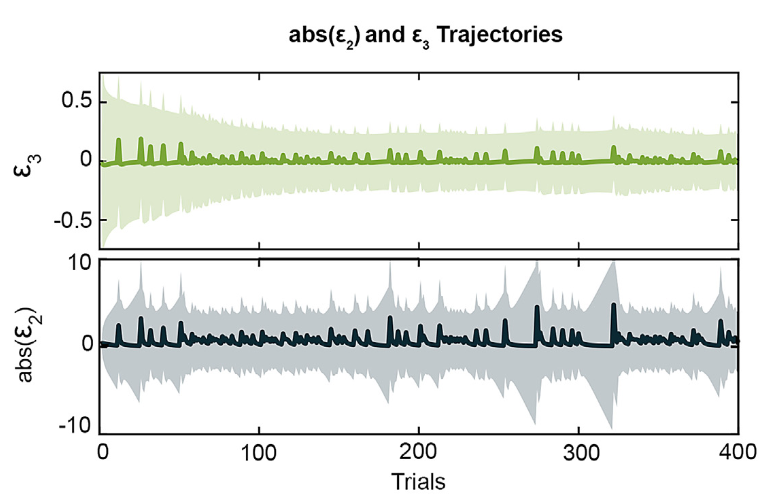 abs(ε₂) and ε₃ Trajectories
0.5
0
-0.5
ε₃
10
0
-10
abs(ε₂)
0 100 200 300 400
Trials